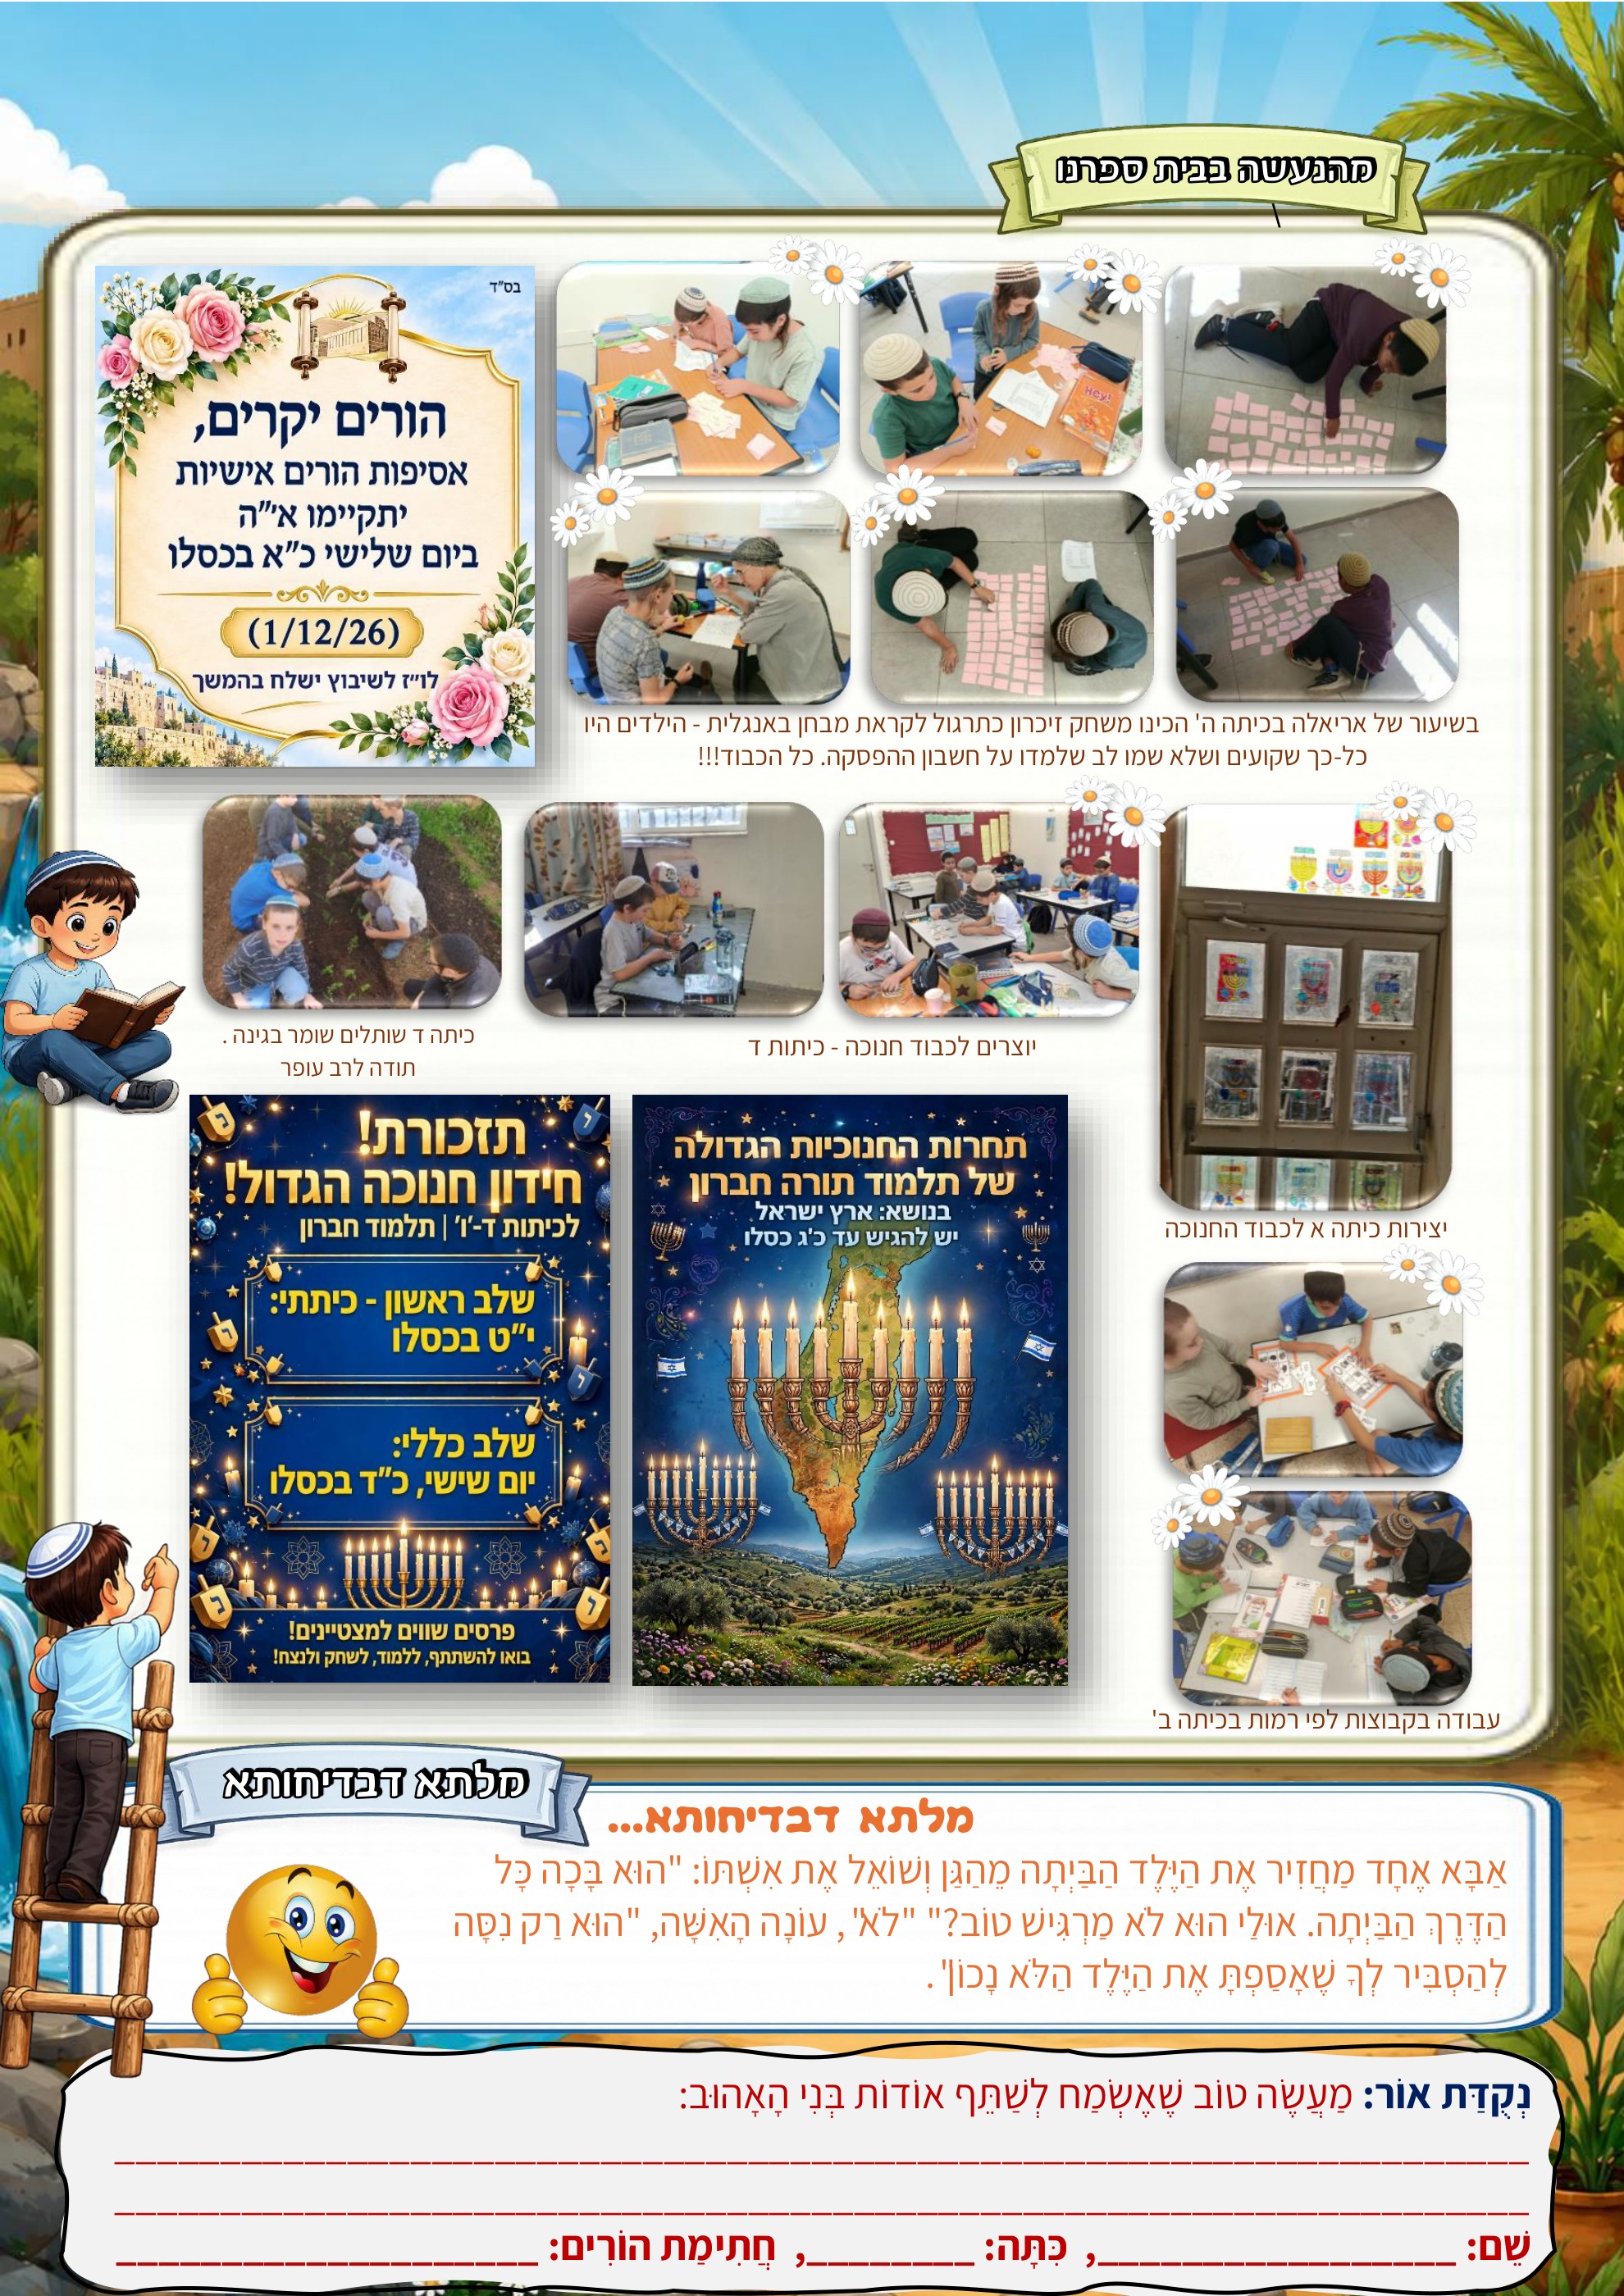 מהנעשה בבית ספרנו
בס"ד
הורים יקרים,
אסיפות הורים אישיות
יתקיימו אי"ה
ביום שלישי כ"א בכסלו
(1/12/26)
לו"ז לשיבוץ ישלח בהמשך
Hey!
בשיעור של אריאלה בכיתה ה' הכינו משחק זיכרון כתרגול לקראת מבחן באנגלית - הילדים היו
כל-כך שקועים ושלא שמו לב שלמדו על חשבון ההפסקה. כל הכבוד!!!
יוצרים לכבוד חנוכה - כיתות ד
כיתה ד שותלים שומר בגינה .
תודה לרב עופר
יצירות כיתה א לכבוד החנוכה
תחרות החנוכיות הגדולה
של תלמוד תורה חברון
בנושא: ארץ ישראל
יש להגיש עד כ'ג כסלו
תזכורת!
חידון חנוכה הגדול!
לכיתות ד-'ו' | תלמוד חברון
שלב ראשון - כיתתי:
י"ט בכסלו
שלב כללי:
יום שישי, כ"ד בכסלו
פרסים שווים למצטיינים!
בואו להשתתף, ללמוד, לשחק ולנצח!
עבודה בקבוצות לפי רמות בכיתה ב'
מלתא דבדיחותא
מלתא דבדיחותא...
אַבָּא אֶחָד מַחֲזִיר אֶת הַיֶּלֶד הַבַּיְתָה מֵהַגַּן וְשׁוֹאֵל אֶת אִשְׁתּוֹ: "הוּא בָּכָה כָּל
הַדֶּרֶךְ הַבַּיְתָה. אוּלַי הוּא לֹא מַרְגִּישׁ טוֹב?" "לֹא", עוֹנָה הָאִשָּׁה, "הוּא רַק נִסָּה
לְהַסְבִּיר לְךָ שֶׁאָסַפְתָּ אֶת הַיֶּלֶד הַלֹּא נָכוֹן".
נְקֻדַּת אוֹר: מַעֲשֶׂה טוֹב שֶׁאֶשְׂמַח לְשַׁתֵּף אוֹדוֹת בְּנִי הָאָהוּב:
שֵׁם: _________________, כִּתָּה: ________, חֲתִימַת הוֹרִים: ____________________